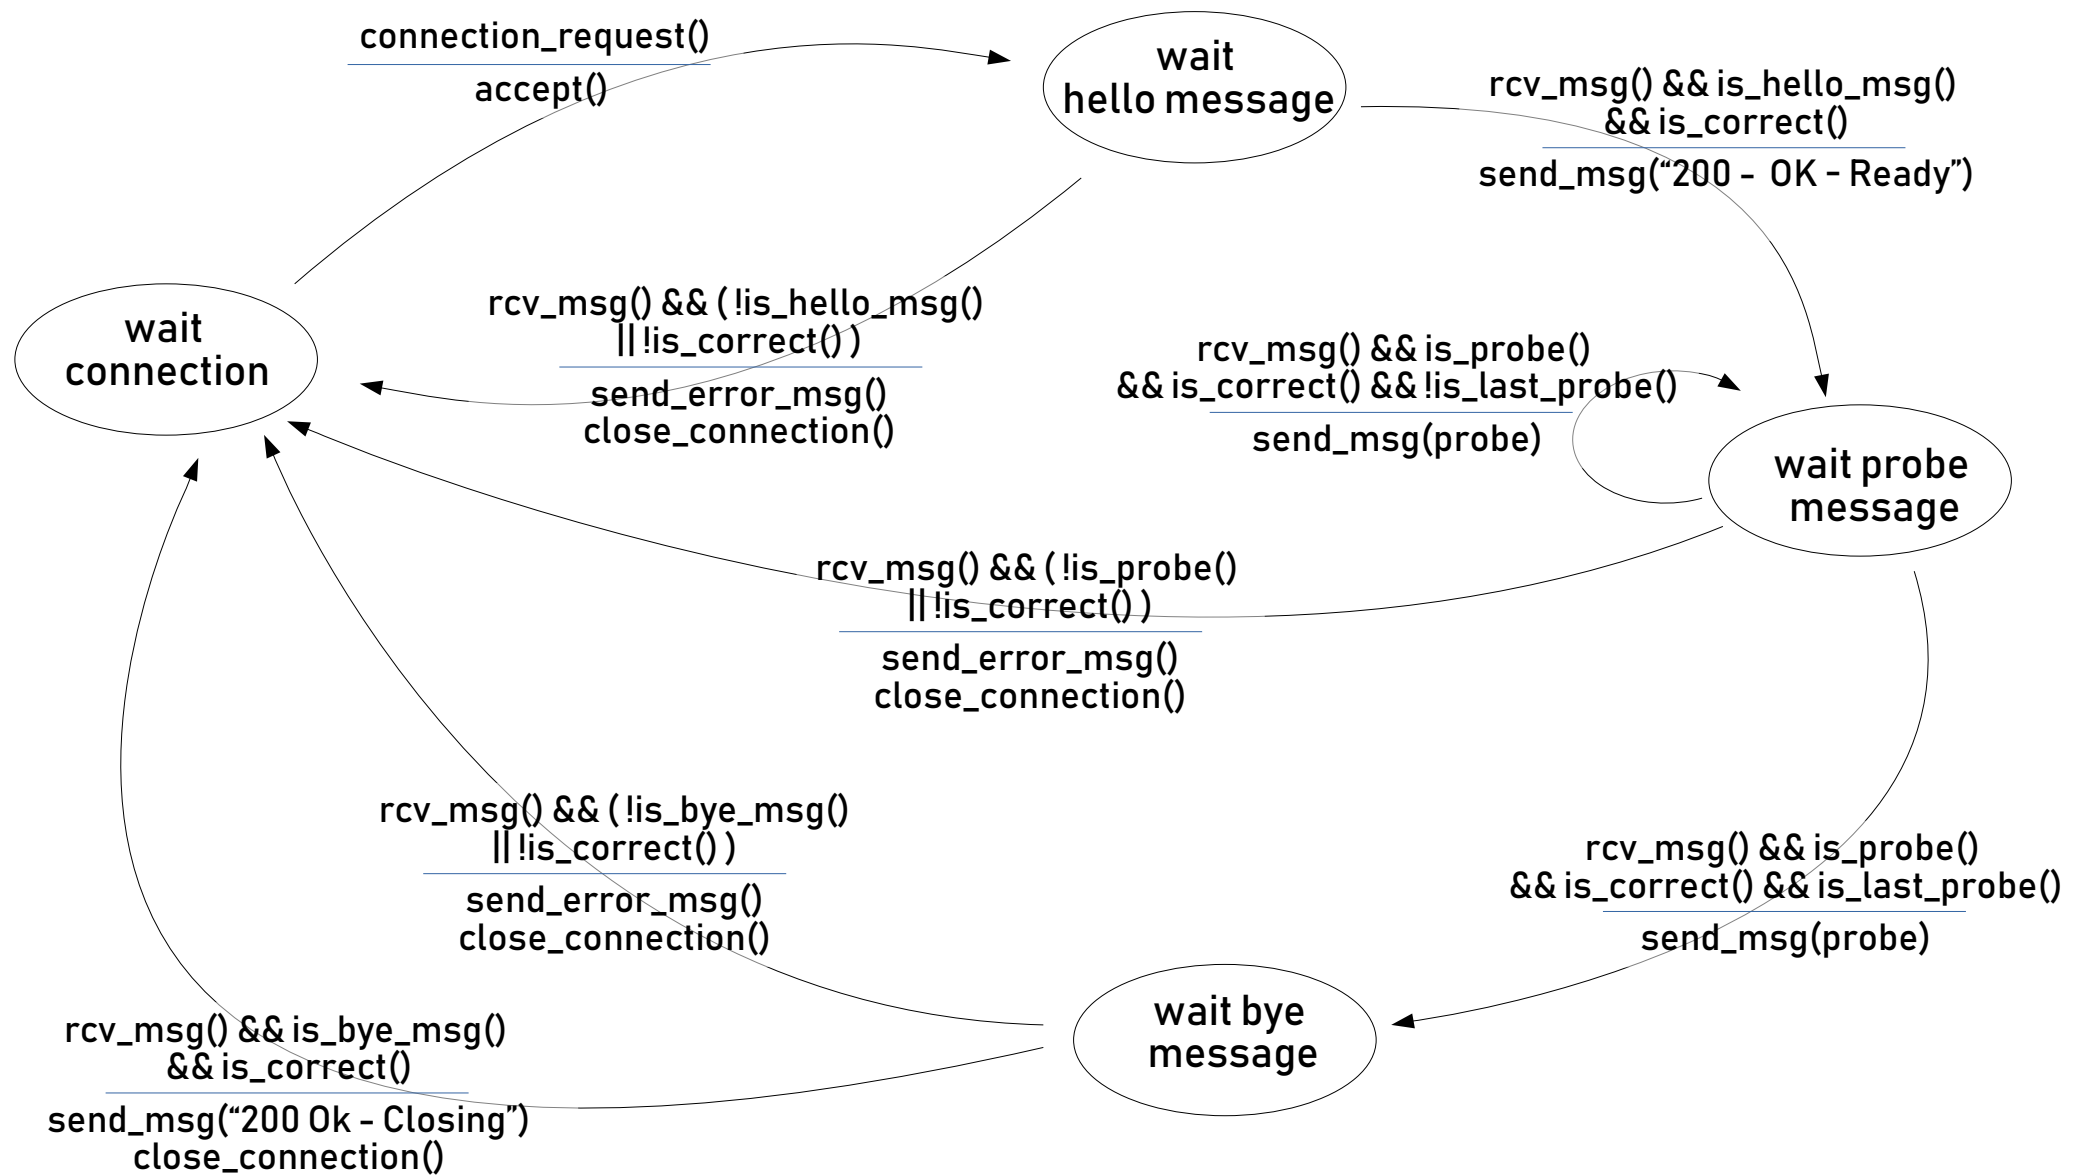 connection_request()
accept()
wait
hello message
rcv_msg() && is_hello_msg()
&& is_correct()
send_msg(“200 - OK - Ready”)
wait
connection
rcv_msg() && ( !is_hello_msg()
|| !is_correct() )
send_error_msg()
close_connection()
rcv_msg() && is_probe()
&& is_correct() && !is_last_probe()
send_msg(probe)
wait probe
message
rcv_msg() && ( !is_probe()
|| !is_correct() )
send_error_msg()
close_connection()
rcv_msg() && ( !is_bye_msg()
|| !is_correct() )
send_error_msg()
close_connection()
rcv_msg() && is_probe()
&& is_correct() && is_last_probe()
send_msg(probe)
wait bye
message
rcv_msg() && is_bye_msg()
&& is_correct()
send_msg(“200 Ok - Closing”)
close_connection()